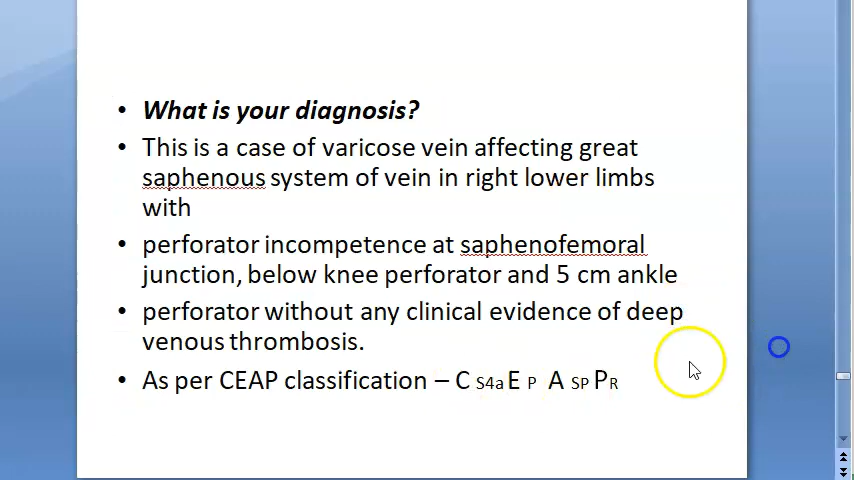 • What is your diagnosis?
• This is a case of varicose vein affecting great
saphenous system of vein in right lower limbs
with
• perforator incompetence at saphenofemoral
junction, below knee perforator and 5 cm ankle
• perforator without any clinical evidence of deep
venous thrombosis.
• As per CEAP classification – C S4a E P A SP PR